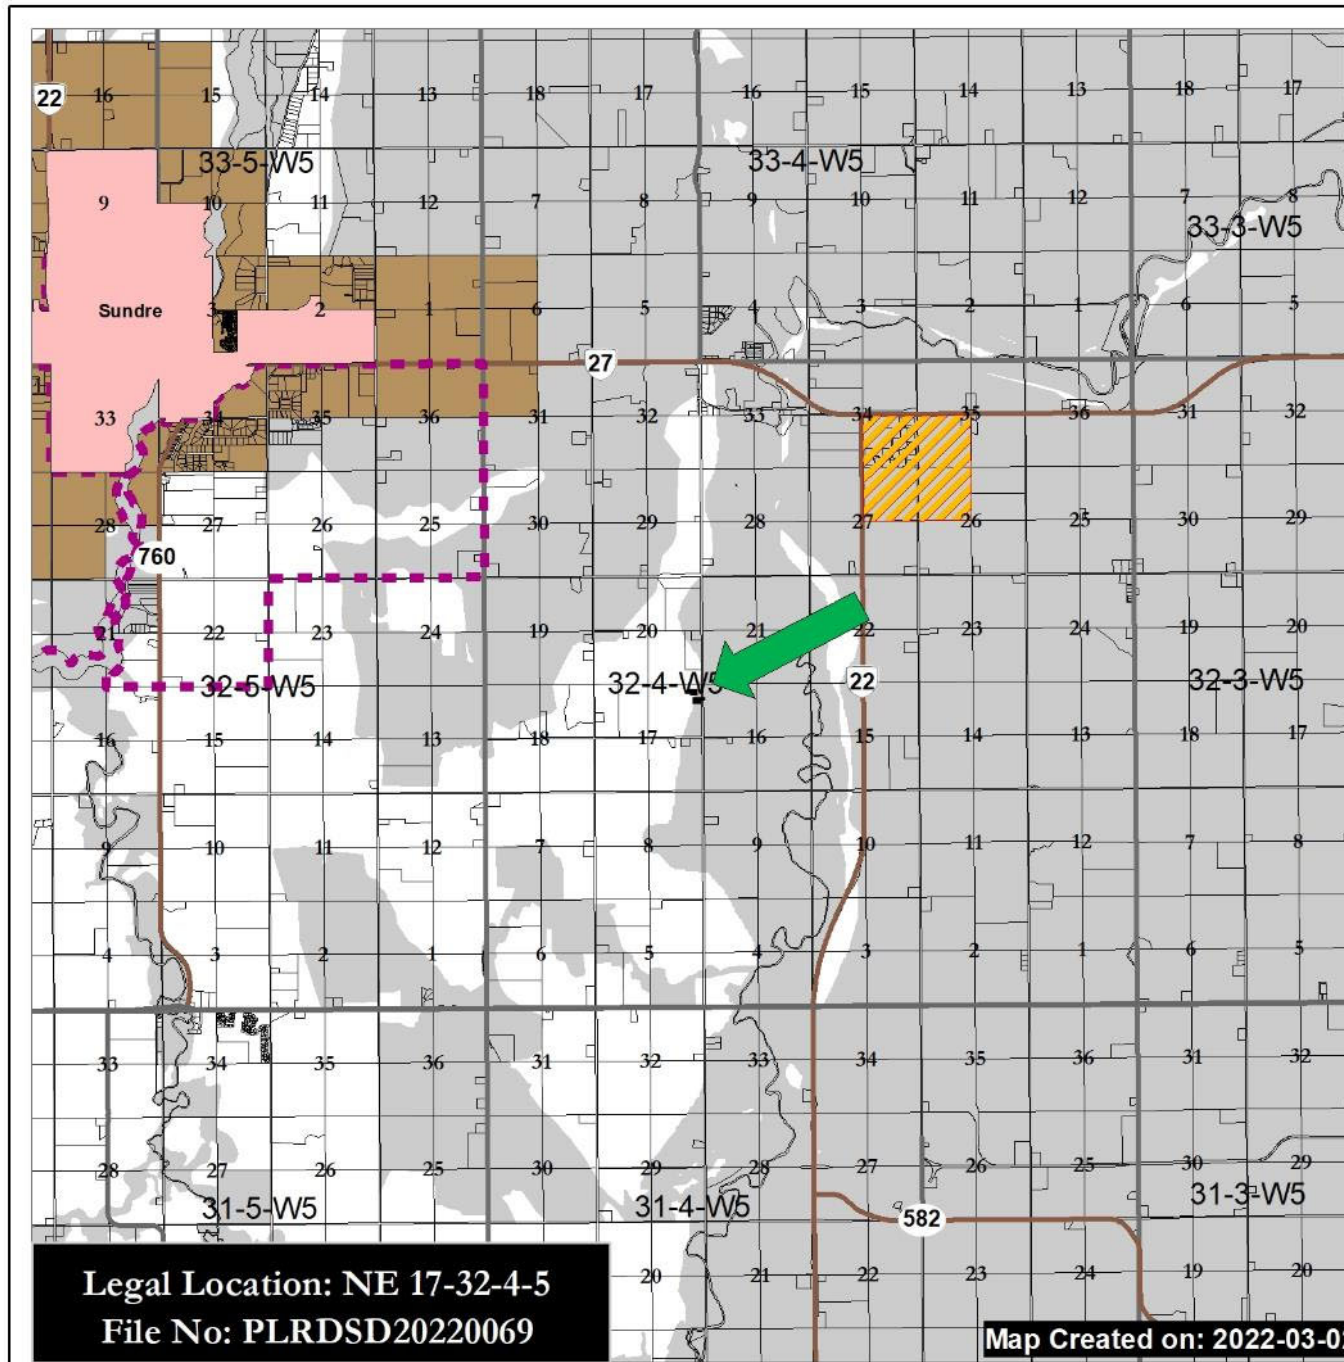 22 16 15 14 13 18 17 16 15 14 13 18 17
33-5-W5 33-4-W5
9 10 11 12 7 8 9 10 11 12 7 8
33-3-W5
Sundre 3 2 1 6 5 4 3 2 1 6 5
27
33 34 35 36 31 32 33 34 35 36 31 32
28 27 26 25 30 29 28 27 26 25 30 29
760
21 22 23 24 19 20 21 22 23 24 19 20
32-5-W5 32-4-W5 22 32-3-W5
16 15 14 13 18 17 16 15 14 13 18 17
9 10 11 12 7 8 9 10 11 12 7 8
4 3 2 1 6 5 4 3 2 1 6 5
33 34 35 36 31 32 33 34 35 36 31 32
28 27 26 25 30 29 28 27 26 25 30 29
31-5-W5 31-4-W5 31-3-W5
582
20 21 22 23 24 19 20
Legal Location: NE 17-32-4-5
File No: PLRDSD20220069
Map Created on: 2022-03-0